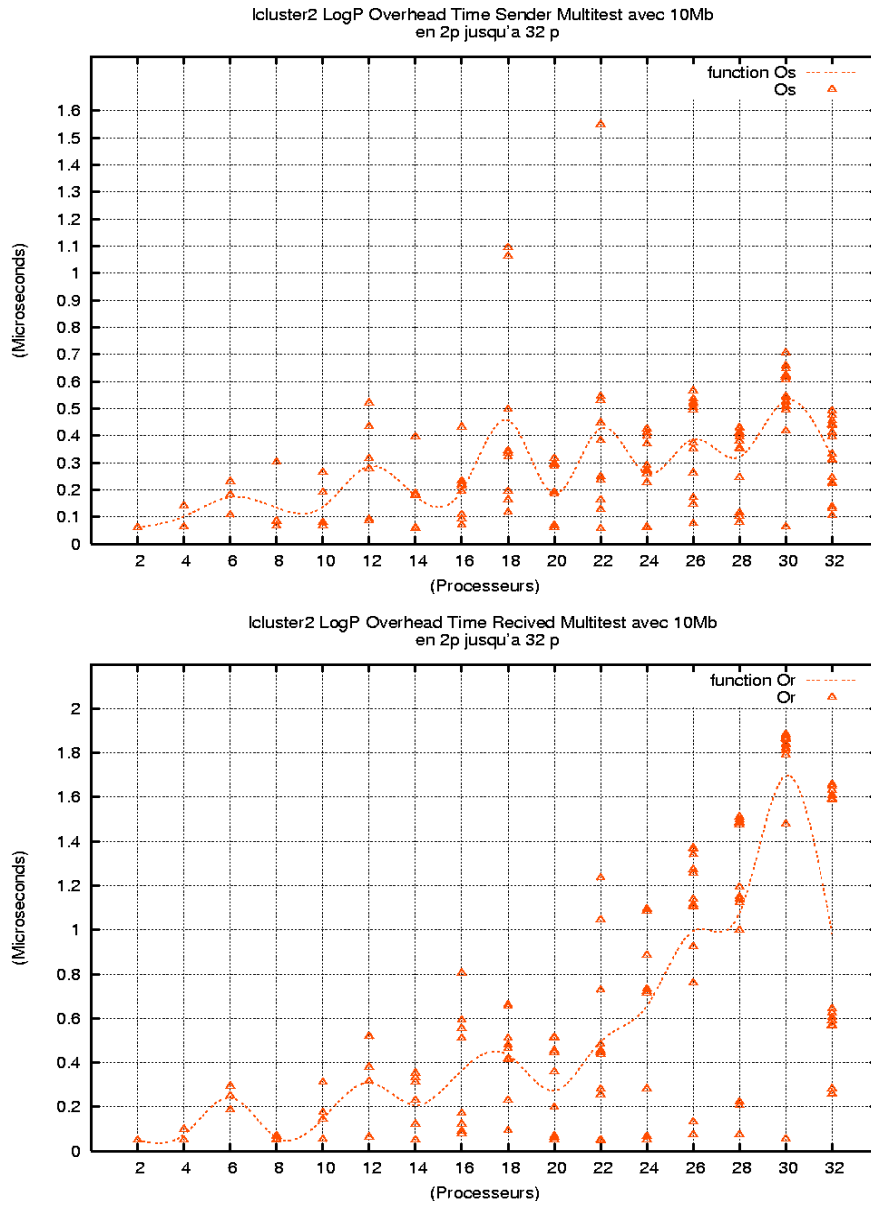 Icluster2 LogP Overhead Time Sender Multitest avec 10Mb
en 2p jusqu'a 32 p
function Os
Os
1.6
1.5
1.4
1.3
1.2
1.1
1
0.9
0.8
0.7
0.6
0.5
0.4
0.3
0.2
0.1
0
(Microseconds)
2 4 6 8 10 12 14 16 18 20 22 24 26 28 30 32
(Processeurs)
Icluster2 LogP Overhead Time Recived Multitest avec 10Mb
en 2p jusqu'a 32 p
function Or
Or
2
1.8
1.6
1.4
1.2
1
0.8
0.6
0.4
0.2
0
(Microseconds)
2 4 6 8 10 12 14 16 18 20 22 24 26 28 30 32
(Processeurs)